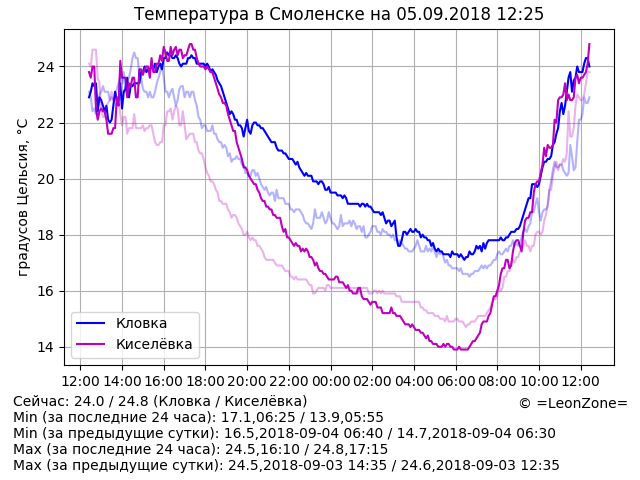 Температура в Смоленске на 05.09.2018 12:25
градусов Цельсия, °C
24
22
20
18
16
14
Кловка
Киселёвка
12:00 14:00 16:00 18:00 20:00 22:00 00:00 02:00 04:00 06:00 08:00 10:00 12:00
Сейчас: 24.0 / 24.8 (Кловка / Киселёвка)
© =LeonZone=
Min (за последние 24 часа): 17.1,06:25 / 13.9,05:55
Min (за предыдущие сутки): 16.5,2018-09-04 06:40 / 14.7,2018-09-04 06:30
Max (за последние 24 часа): 24.5,16:10 / 24.8,17:15
Max (за предыдущие сутки): 24.5,2018-09-03 14:35 / 24.6,2018-09-03 12:35